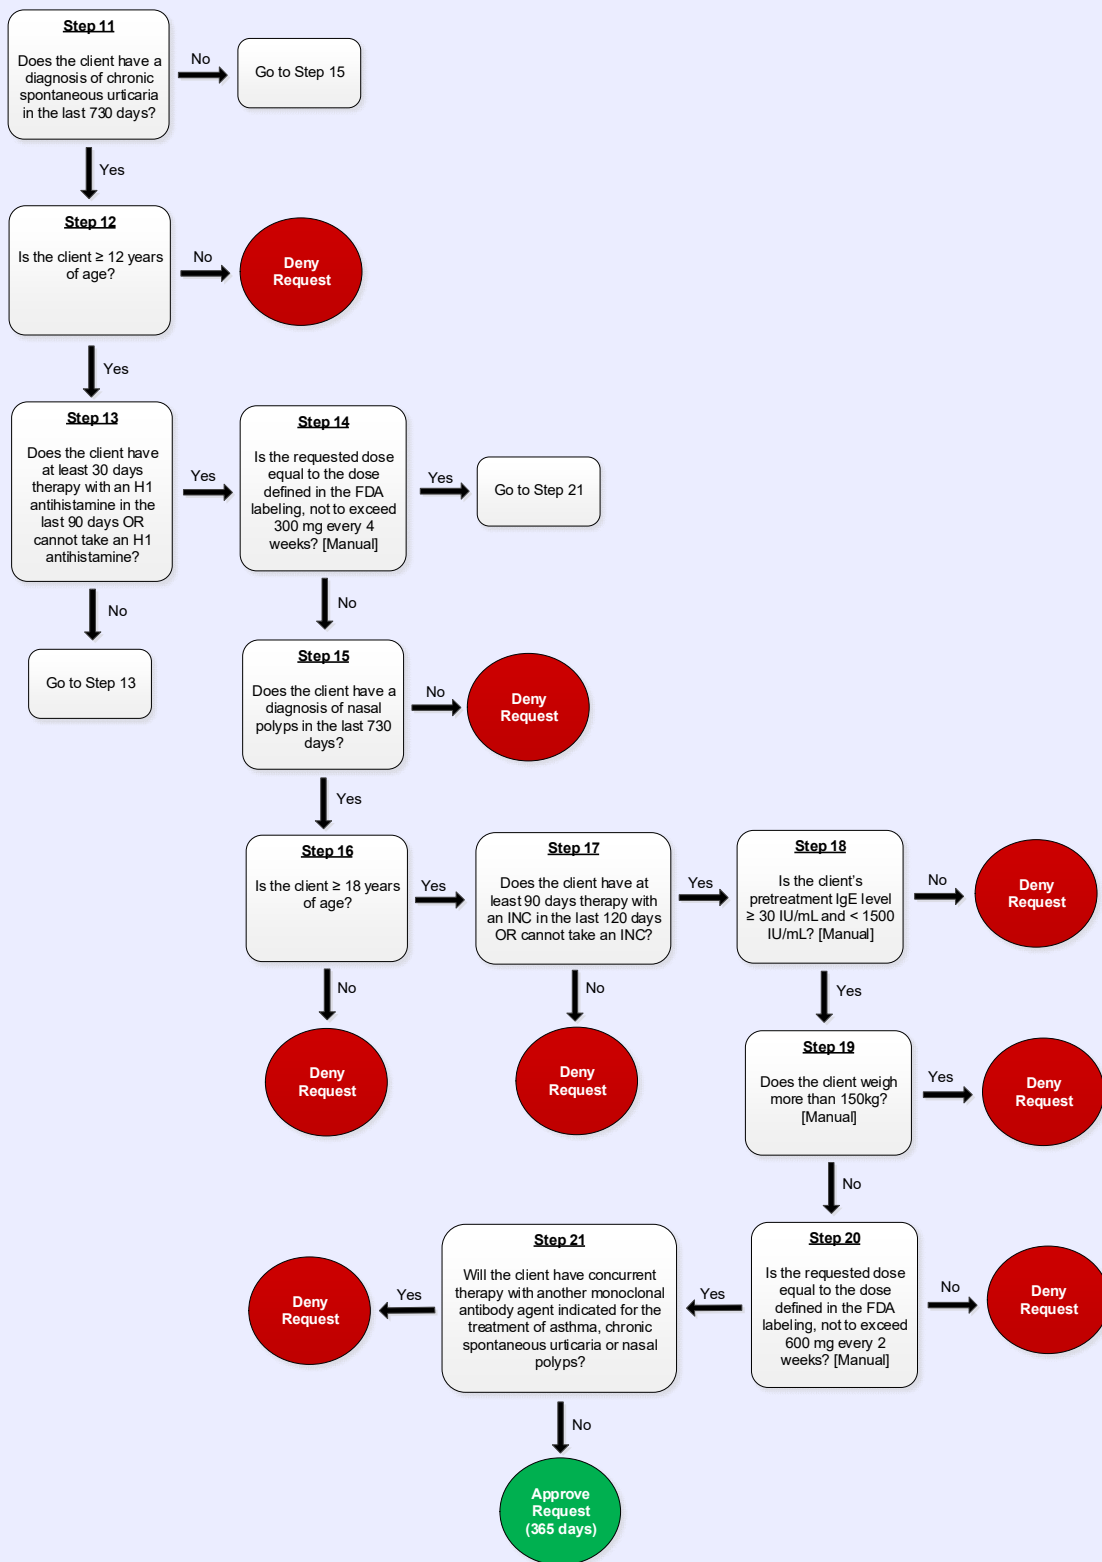 Step 11
Does the client have a
diagnosis of chronic
spontaneous urticaria
in the last 730 days?
No
Go to Step 15
Yes
Step 12
Is the client ≥ 12 years
of age?
No
Deny
Request
Yes
Step 13
Does the client have
at least 30 days
therapy with an H1
antihistamine in the
last 90 days OR
cannot take an H1
antihistamine?
Yes
Step 14
Is the requested dose
equal to the dose
defined in the FDA
labeling, not to exceed
300 mg every 4
weeks? [Manual]
Yes
Go to Step 21
No
Go to Step 13
No
Step 15
Does the client have a
diagnosis of nasal
polyps in the last 730
days?
No
Deny
Request
Yes
Step 16
Is the client ≥ 18 years
of age?
Yes
Step 17
Does the client have at
least 90 days therapy with
an INC in the last 120 days
OR cannot take an INC?
Yes
Step 18
Is the client's
pretreatment IgE level
≥ 30 IU/mL and < 1500
IU/mL? [Manual]
No
Deny
Request
No
Deny
Request
No
Deny
Request
Yes
Step 19
Does the client weigh
more than 150kg?
[Manual]
Yes
Deny
Request
No
Step 20
Is the requested dose
equal to the dose
defined in the FDA
labeling, not to exceed
600 mg every 2
weeks? [Manual]
No
Deny
Request
Yes
Step 21
Will the client have concurrent
therapy with another monoclonal
antibody agent indicated for the
treatment of asthma, chronic
spontaneous urticaria or nasal
polyps?
Yes
Deny
Request
No
Approve
Request
(365 days)